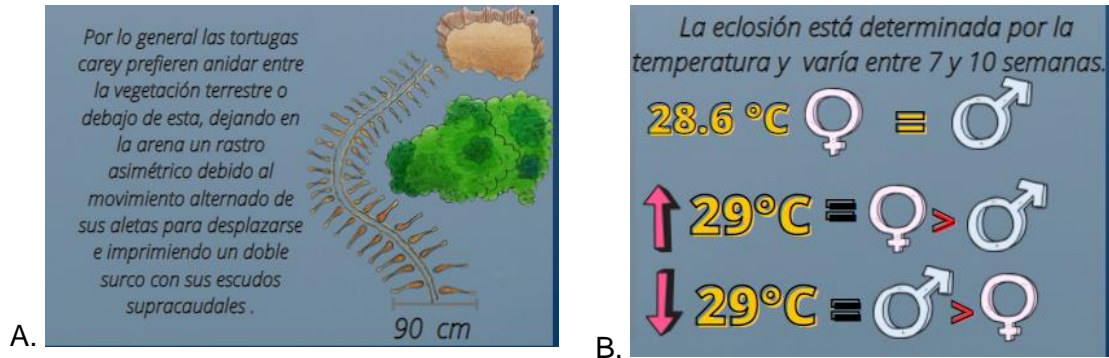 Por lo general las tortugas
carey prefieren anidar entre
la vegetación terrestre o
debajo de esta, dejando en
la arena un rastro
asimétrico debido al
movimiento alternado de
sus aletas para desplazarse
e imprimiendo un doble
surco con sus escudos
supracaudales .
90 cm
A.
La eclosión está determinada por la
temperatura y varía entre 7 y 10 semanas.
28.6 °C ♀ = ♂
↑ 29°C = ♀ > ♂
↓ 29°C = ♂ > ♀
B.